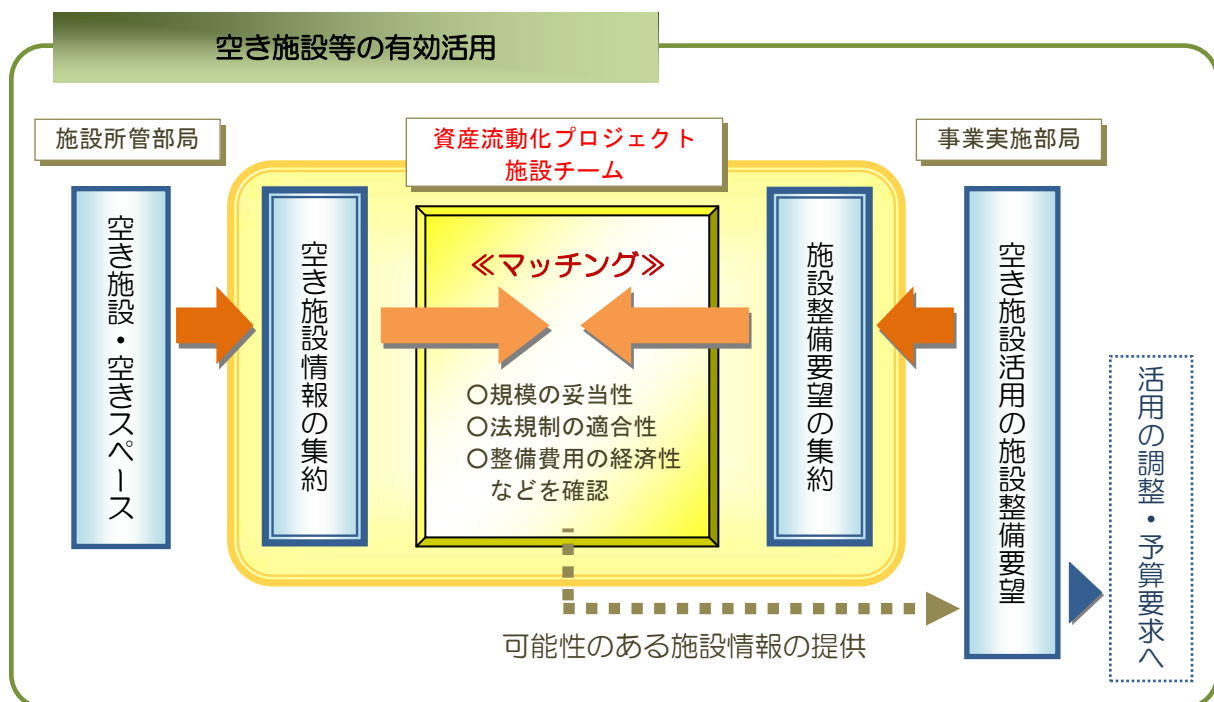 空き施設等の有効活用
施設所管部局
資産流動化プロジェクト
施設チーム
事業実施部局
空き施設・空きスペース
空き施設情報の集約
≪マッチング≫
〇規模の妥当性
〇法規制の適合性
〇整備費用の経済性
などを確認
施設整備要望の集約
空き施設活用の施設整備要望
活用の調整・予算要求へ
可能性のある施設情報の提供